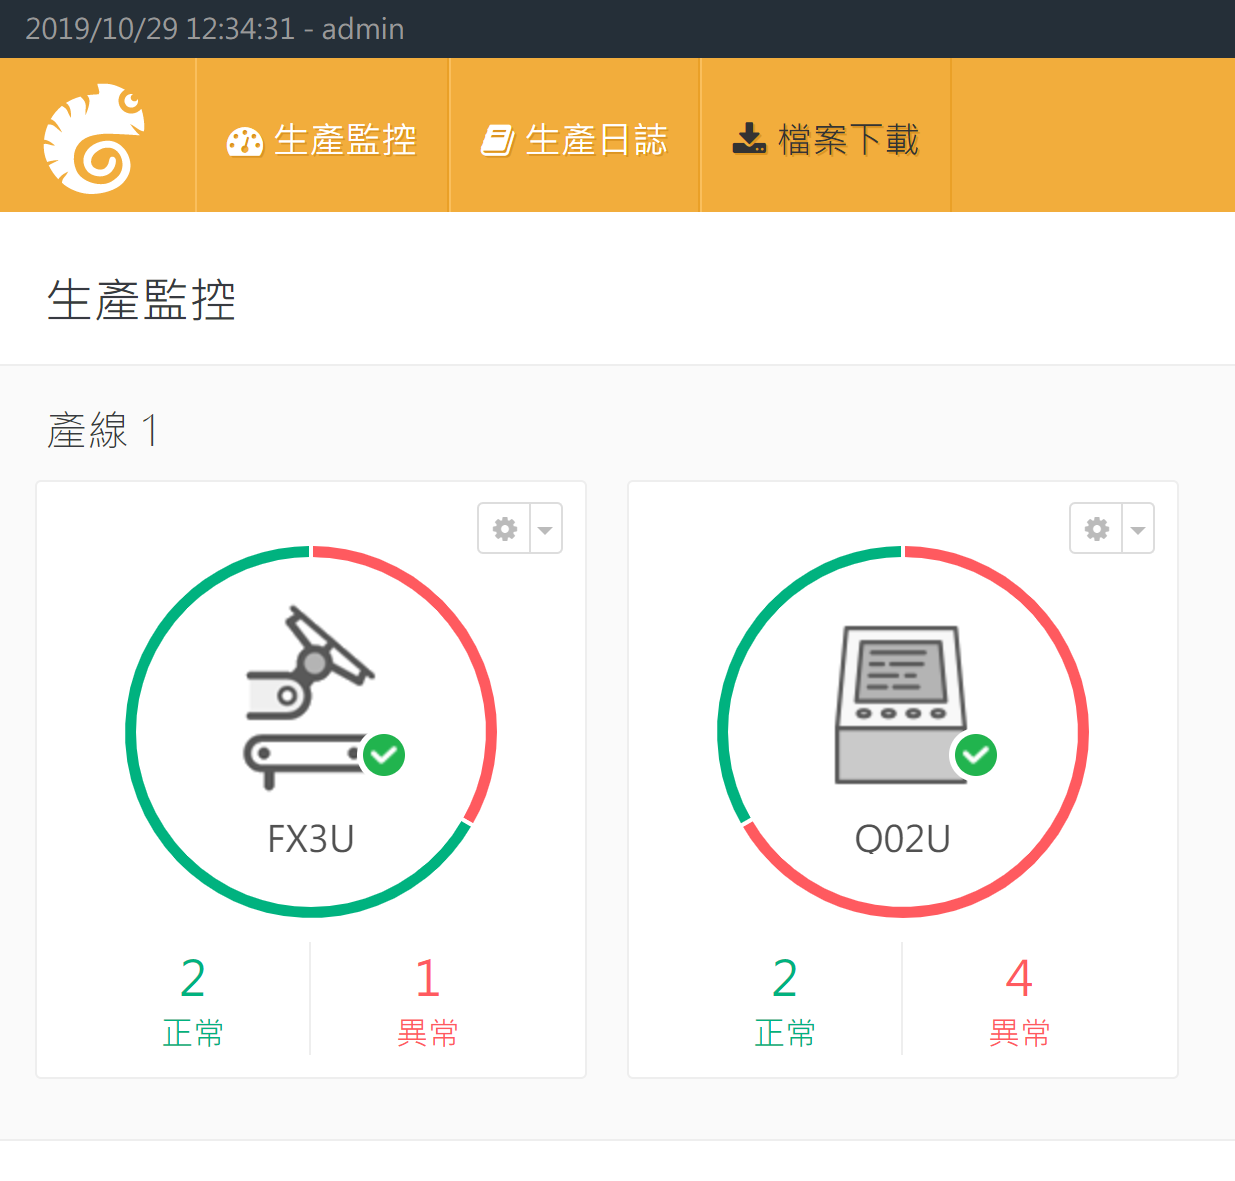 2019/10/29 12:34:31 - admin
生產監控 生產日誌 檔案下載
生產監控
產線 1
FX3U
Q02U
2 1
正常 異常
2 4
正常 異常